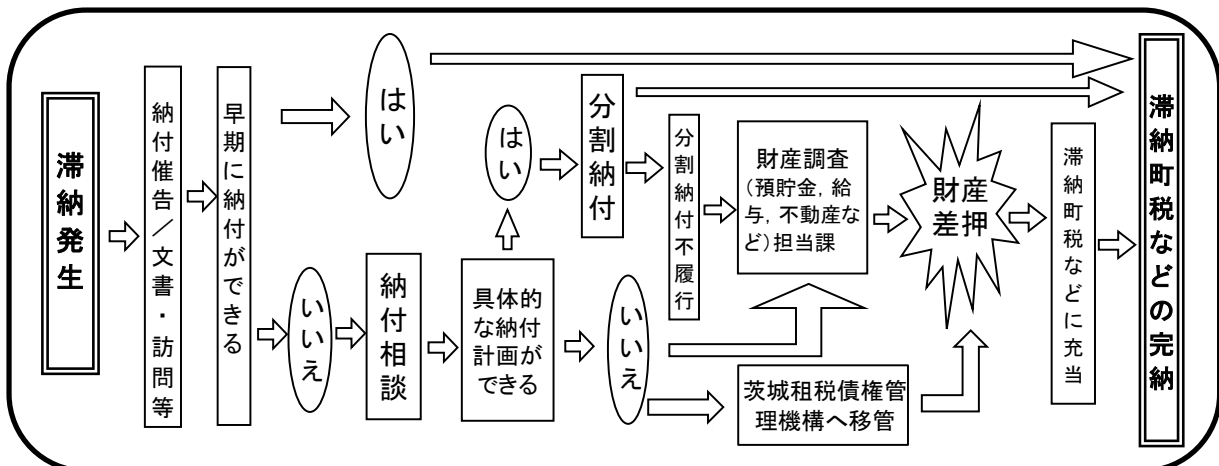 滞納発生
納付催告／文書・訪問等
早期に納付ができる
はい
いいえ
納付相談
具体的
な納付
計画が
できる
はい
いいえ
分割納付
分割納付不履行
財産調査
（預貯金，給
与，不動産な
ど）担当課
茨城租税債権管
理機構へ移管
財産
差押
滞納町税などに充当
滞納町税などの完納